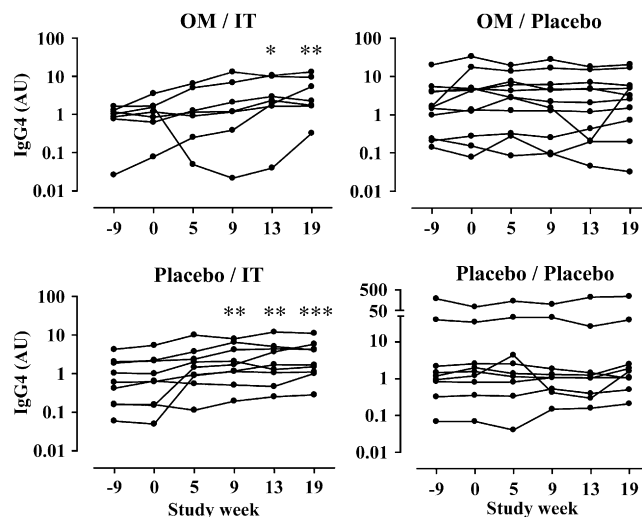 OM / IT
OM / Placebo
IgG4 (AU)
100
10
1
0.1
0.01
* **
-9 0 5 9 13 19
100
10
1
0.1
0.01
-9 0 5 9 13 19
Placebo / IT
Placebo / Placebo
IgG4 (AU)
100
10
1
0.1
0.01
** ** ***
-9 0 5 9 13 19
Study week
500
50
10
1
0.1
0.01
-9 0 5 9 13 19
Study week